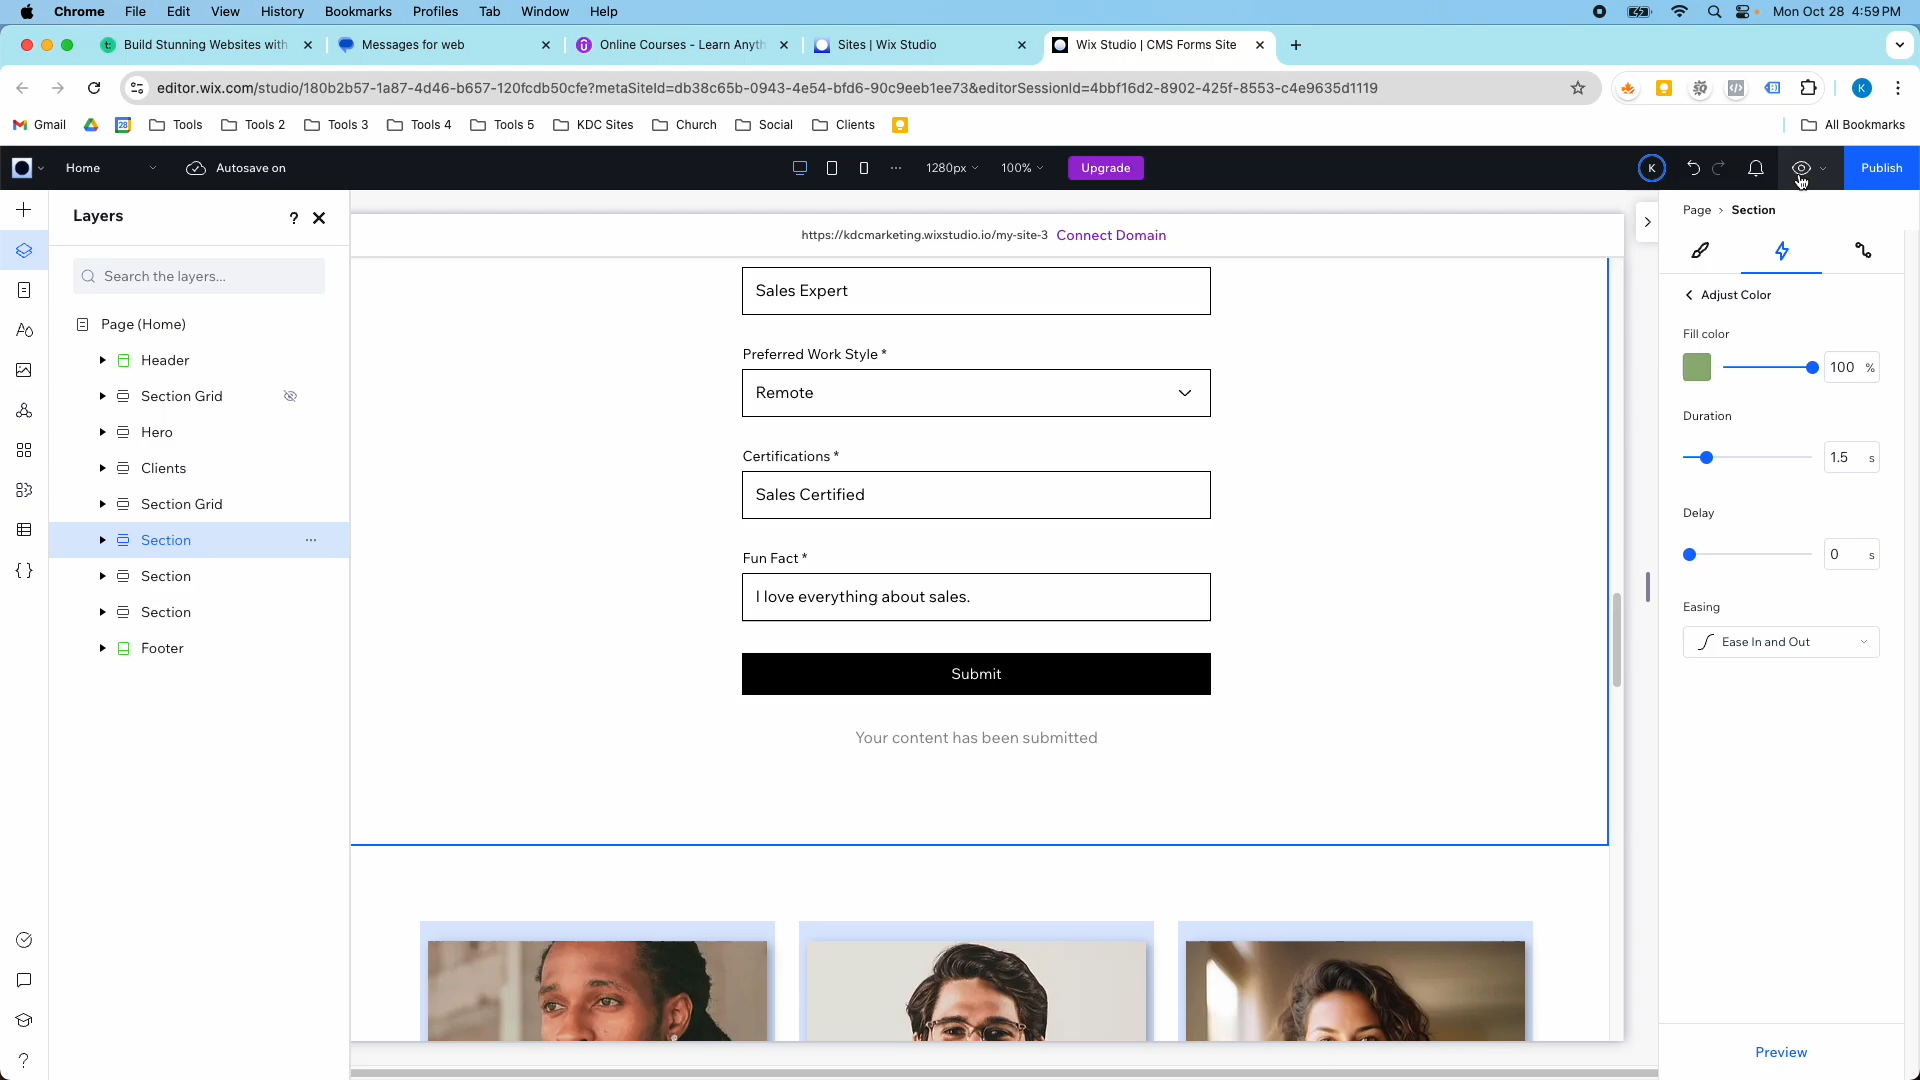 Chrome File Edit View History Bookmarks Profiles Tab Window Help Mon Oct 28 4:59 PM
Build Stunning Websites with Messages for web Online Courses - Learn Anyth Sites | Wix Studio Wix Studio | CMS Forms Site
editor.wix.com/studio/180b2b57-1a87-4d46-b657-120fcdb50cfe?metaSiteId=db38c65b-0943-4e54-bfd6-90c9eeb1ee73&editorSessionId=4bbf16d2-8902-425f-8553-c4e9635d1119 K
Gmail Tools Tools 2 Tools 3 Tools 4 Tools 5 KDC Sites Church Social Clients All Bookmarks
Home Autosave on 1280px 100% Upgrade K Publish
Layers ?
Search the layers...
Page (Home)
Header
Section Grid
Hero
Clients
Section Grid
Section
Section
Section
Footer
https://kdcmarketing.wixstudio.io/my-site-3 Connect Domain
Sales Expert
Preferred Work Style *
Remote
Certifications *
Sales Certified
Fun Fact *
I love everything about sales.
Submit
Your content has been submitted
Page > Section
Adjust Color
Fill color
100 %
Duration
1.5 s
Delay
0 s
Easing
Ease In and Out
Preview